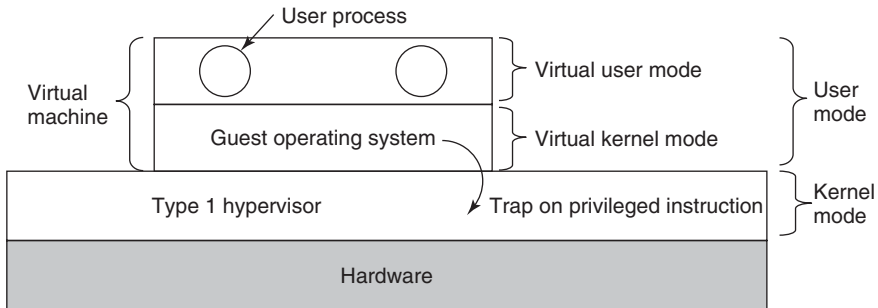 User process
Virtual
machine
Virtual user mode
User
mode
Guest operating system
Virtual kernel mode
Type 1 hypervisor
Trap on privileged instruction
Kernel
mode
Hardware